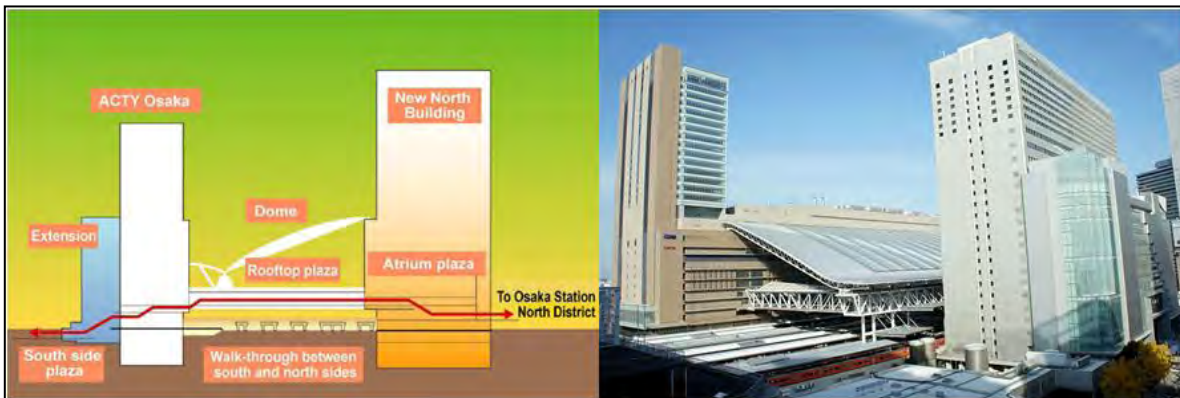 ACTY Osaka
New North
Building
Dome
Extension
Rooftop plaza
Atrium plaza
To Osaka Station
North District
South side
plaza
Walk-through between
south and north sides